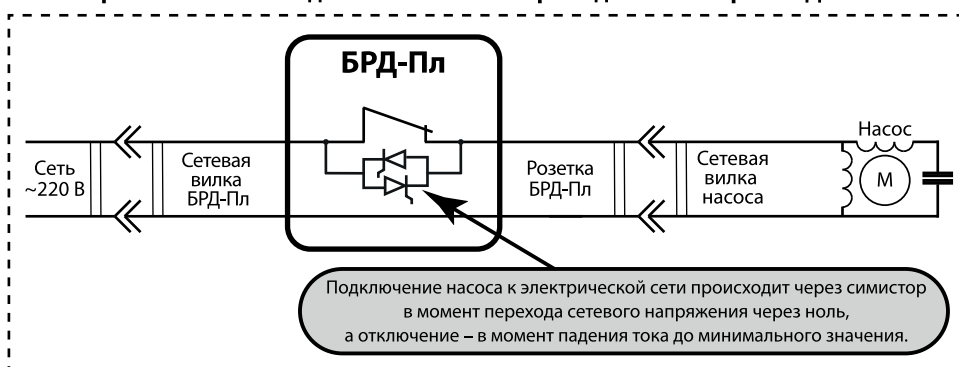 БРД-Пл
Насос
Сеть
~220 В
Сетевая
вилка
БРД-Пл
Розетка
БРД-Пл
Сетевая
вилка
насоса
М
Подключение насоса к электрической сети происходит через симистор
в момент перехода сетевого напряжения через ноль,
а отключение – в момент падения тока до минимального значения.